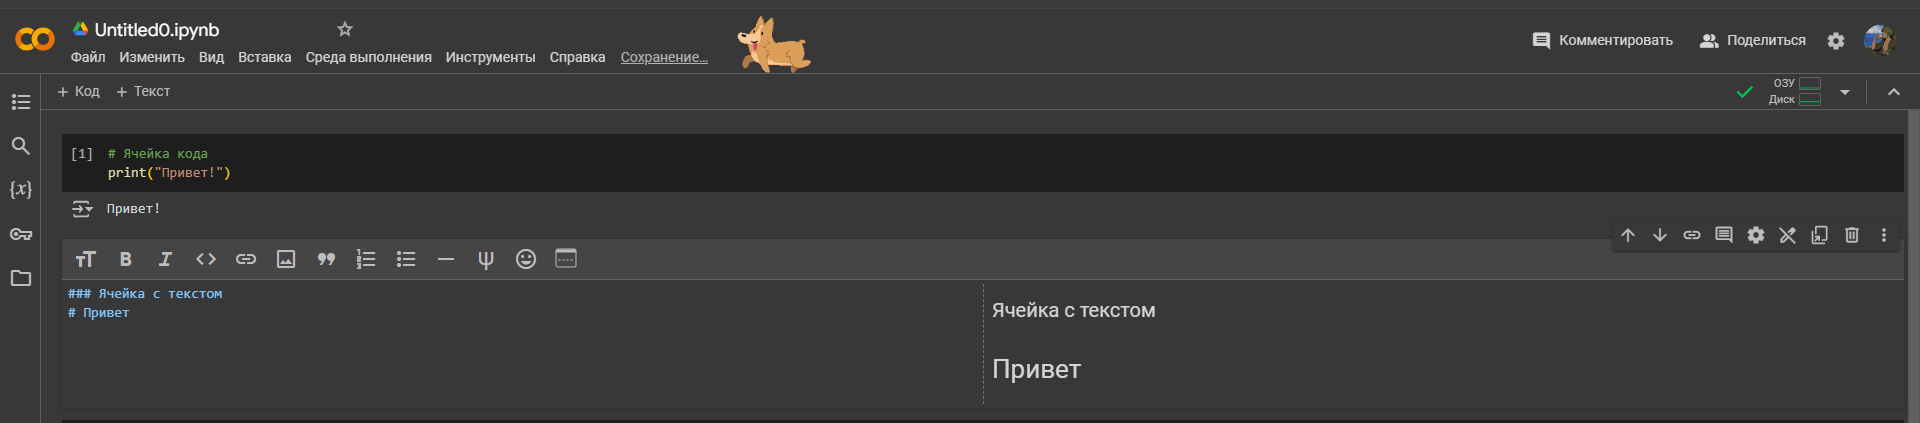 Untitled0.ipynb
Файл Изменить Вид Вставка Среда выполнения Инструменты Справка Сохранение...
Комментировать Поделиться
+ Код + Текст
ОЗУ
Диск
[1] # Ячейка кода
print("Привет!")
Привет!
### Ячейка с текстом
# Привет
Ячейка с текстом
Привет